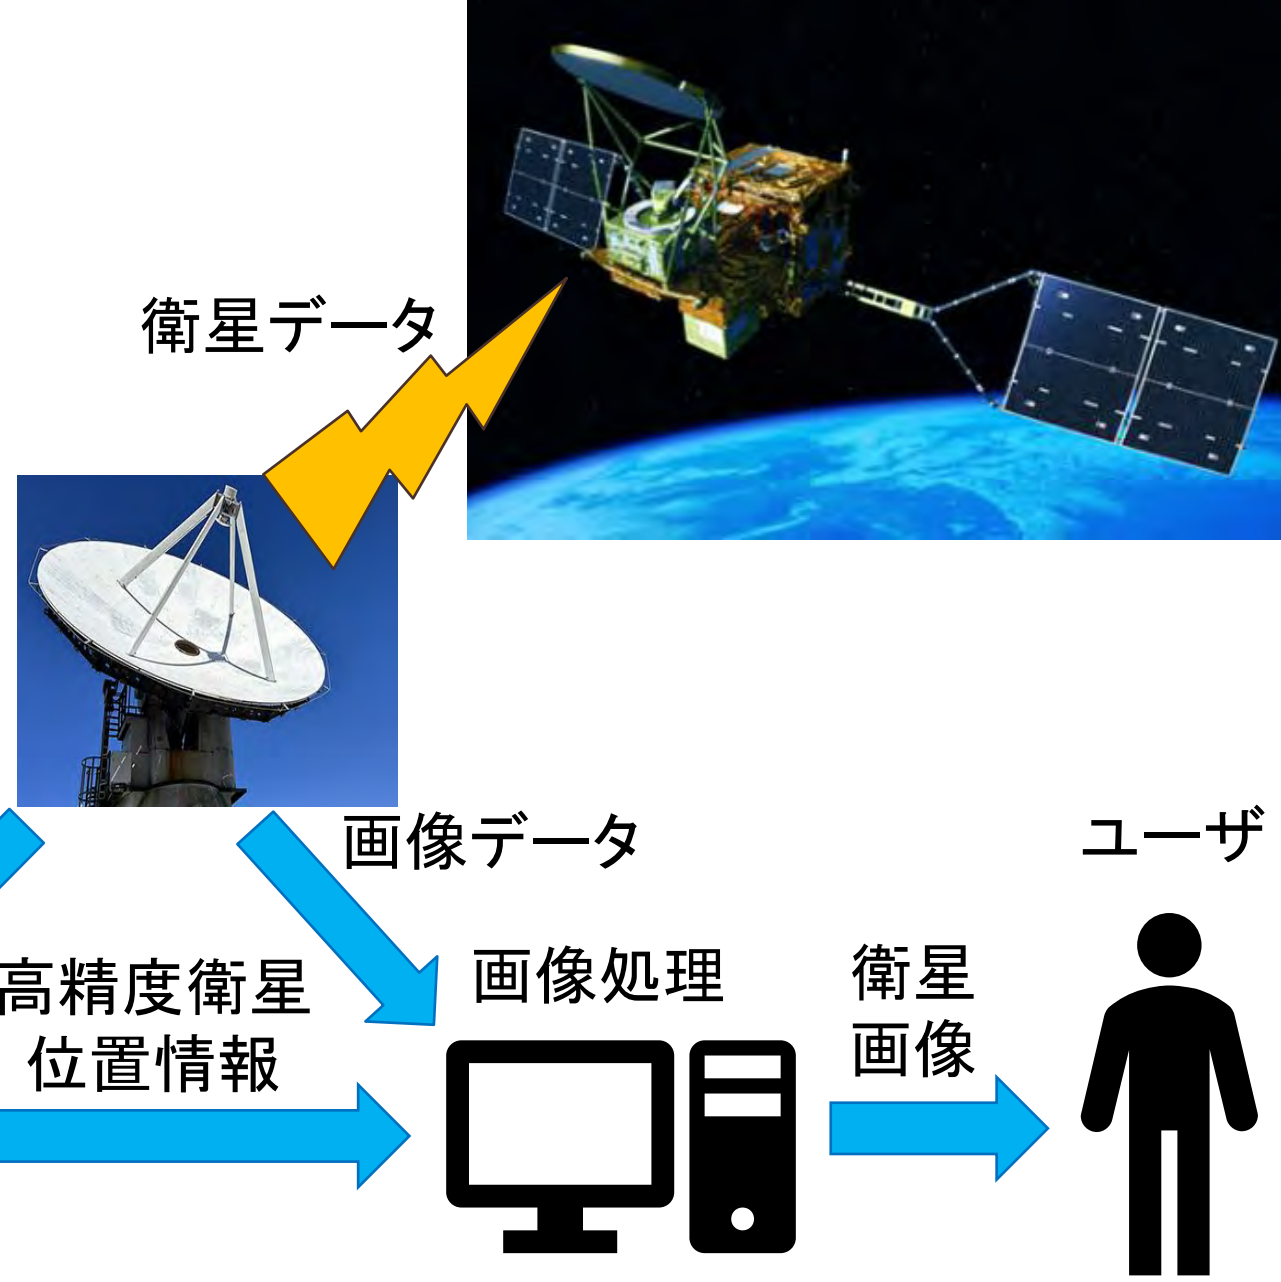 衛星データ
画像データ
ユーザ
高精度衛星
位置情報
画像処理
衛星
画像